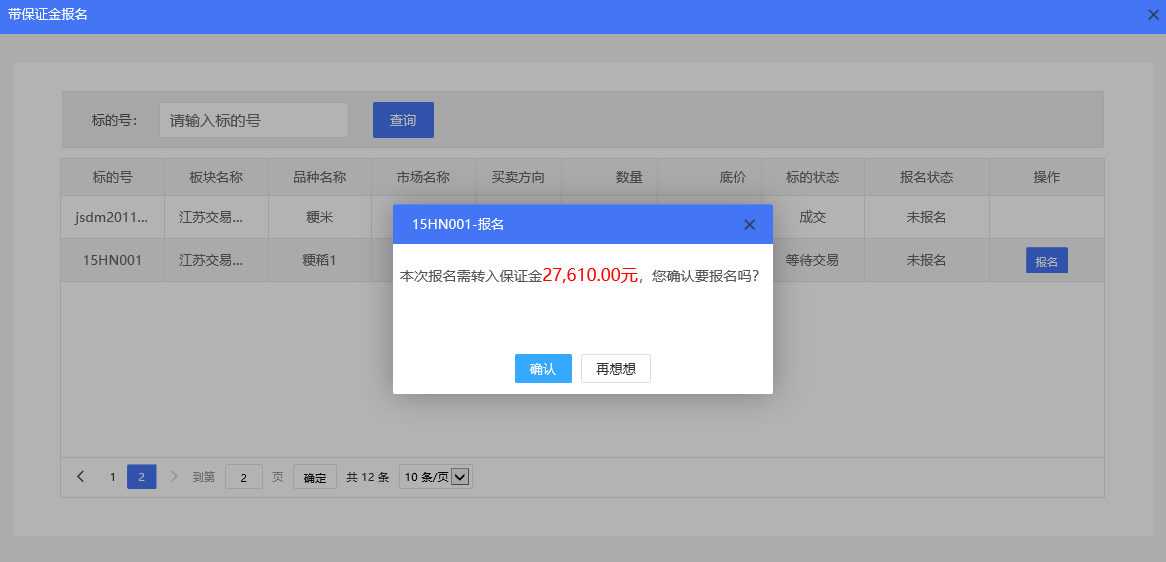 带保证金报名
标的号：
请输入标的号
查询
标的号 板块名称 品种名称 市场名称 买卖方向 数量 底价 标的状态 报名状态 操作
jsdm2011... 江苏交易... 粳米 成交 未报名
15HN001 江苏交易... 粳稻1 等待交易 未报名 报名
15HN001-报名
本次报名需转入保证金27,610.00元，您确认要报名吗?
确认
再想想
1 2 到第 2 页 确定 共 12 条 10 条/页